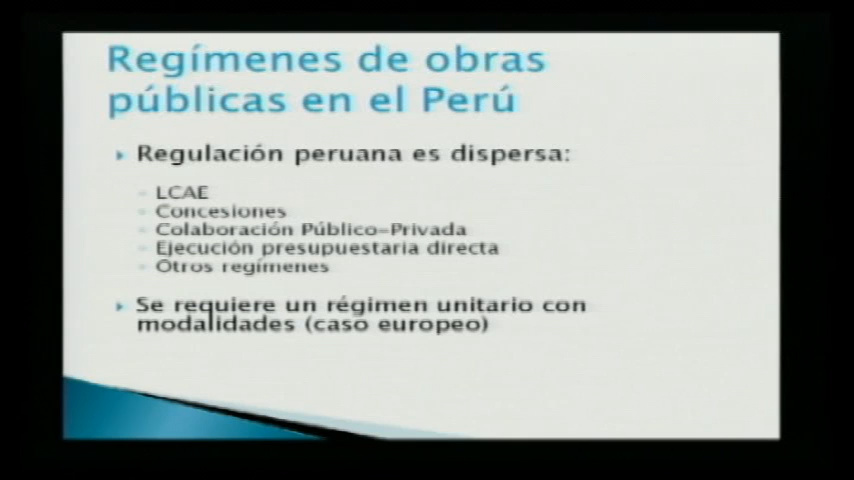 Regímenes de obras
públicas en el Perú
Regulación peruana es dispersa:
LCAE
Concesiones
Colaboración Público-Privada
Ejecución presupuestaria directa
Otros regímenes
Se requiere un régimen unitario con
modalidades (caso europeo)